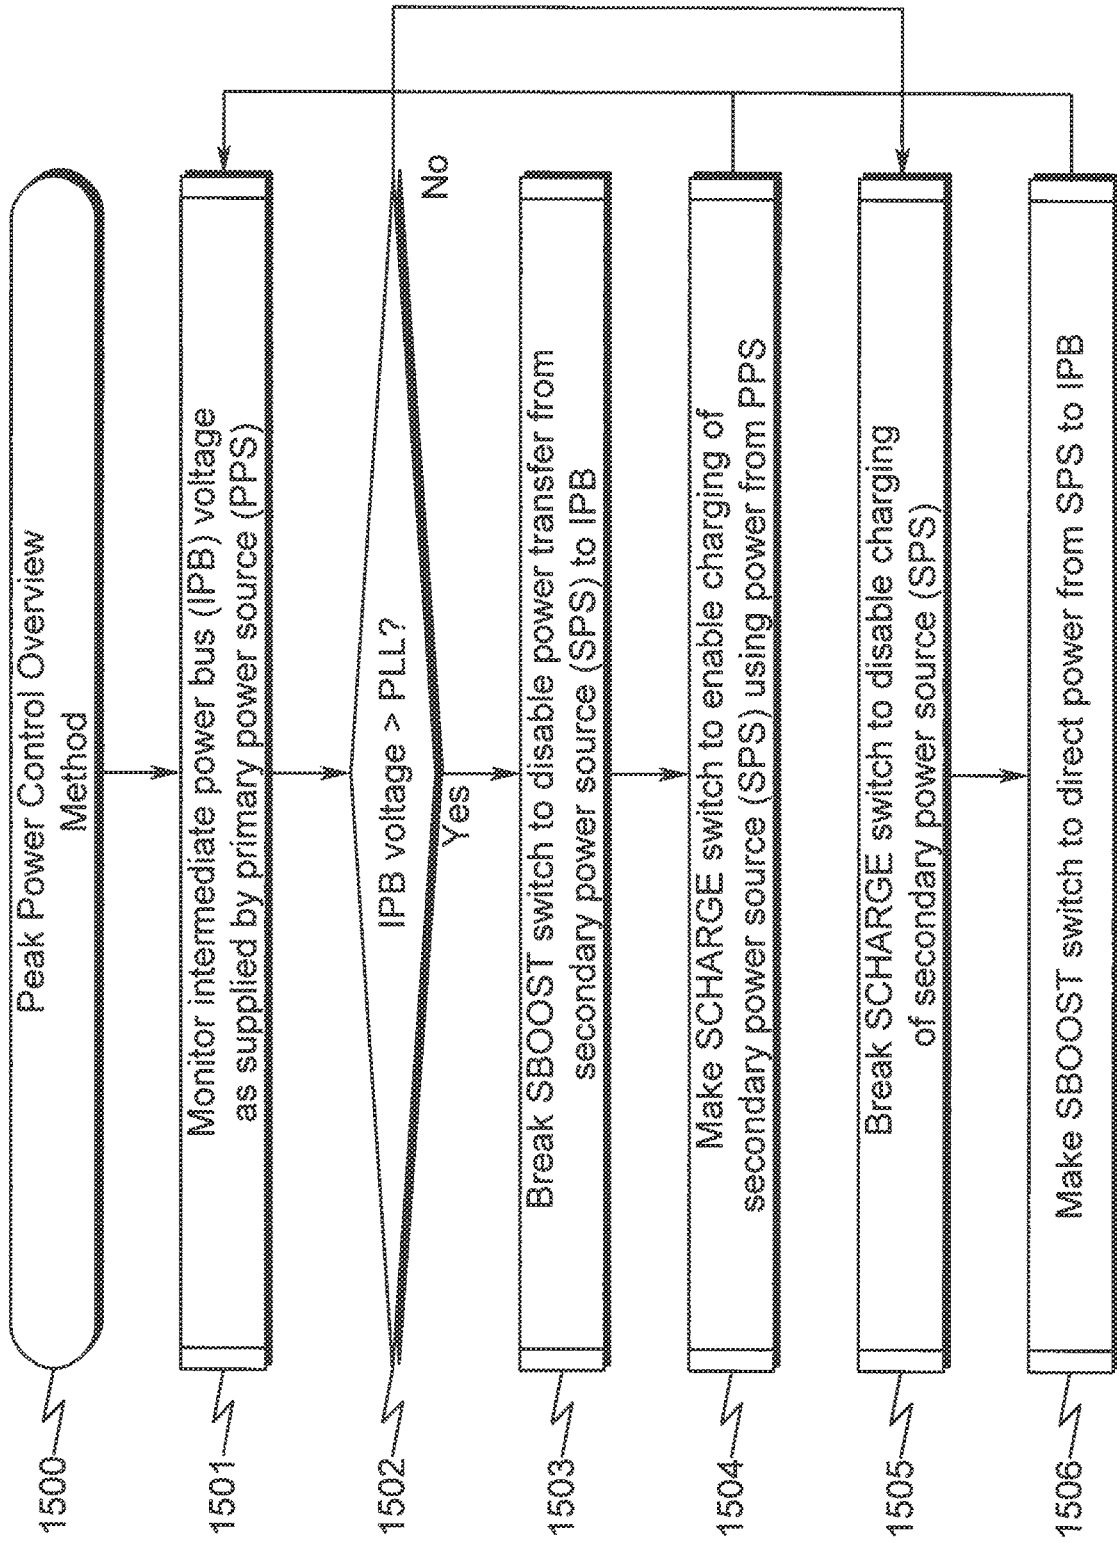 1500
Peak Power Control Overview
Method
1501
Monitor intermediate power bus (IPB) voltage
as supplied by primary power source (PPS)
1502
IPB voltage > PLL?
No
Yes
1503
Break SBOOST switch to disable power transfer from
secondary power source (SPS) to IPB
1504
Make SCHARGE switch to enable charging of
secondary power source (SPS) using power from PPS
1505
Break SCHARGE switch to disable charging
of secondary power source (SPS)
1506
Make SBOOST switch to direct power from SPS to IPB